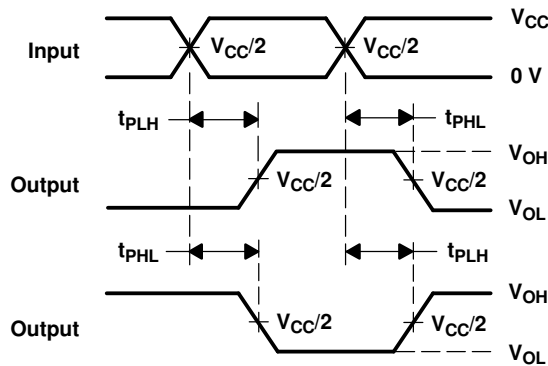 V_CC
Input V_CC/2 V_CC/2
0 V
t_PLH t_PHL
V_OH
Output V_CC/2 V_CC/2
V_OL
t_PHL t_PLH
V_OH
Output V_CC/2 V_CC/2
V_OL